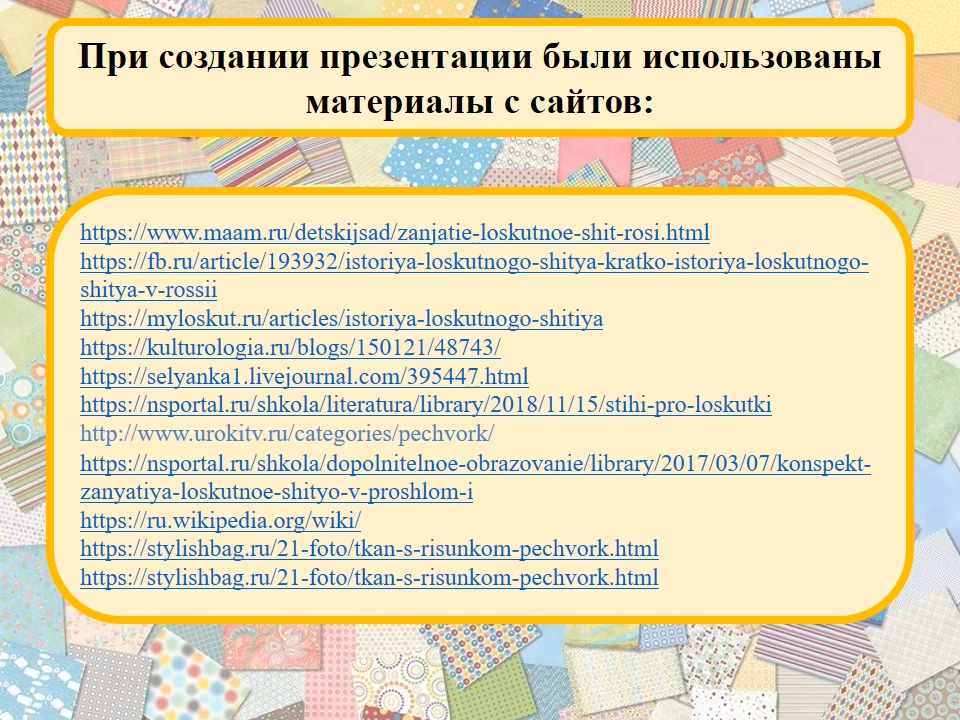 При создании презентации были использованы
материалы с сайтов:
https://www.maam.ru/detskijsad/zanjatie-loskutnoe-shit-rosi.html
https://fb.ru/article/193932/istoriya-loskutnogo-shitya-kratko-istoriya-loskutnogo-
shitya-v-rossii
https://myloskut.ru/articles/istoriya-loskutnogo-shitiya
https://kulturologia.ru/blogs/150121/48743/
https://selyanka1.livejournal.com/395447.html
https://nsportal.ru/shkola/literatura/library/2018/11/15/stihi-pro-loskutki
http://www.urokitv.ru/categories/pechvork/
https://nsportal.ru/shkola/dopolnitelnoe-obrazovanie/library/2017/03/07/konspekt-
zanyatiya-loskutnoe-shityo-v-proshlom-i
https://ru.wikipedia.org/wiki/
https://stylishbag.ru/21-foto/tkan-s-risunkom-pechvork.html
https://stylishbag.ru/21-foto/tkan-s-risunkom-pechvork.html